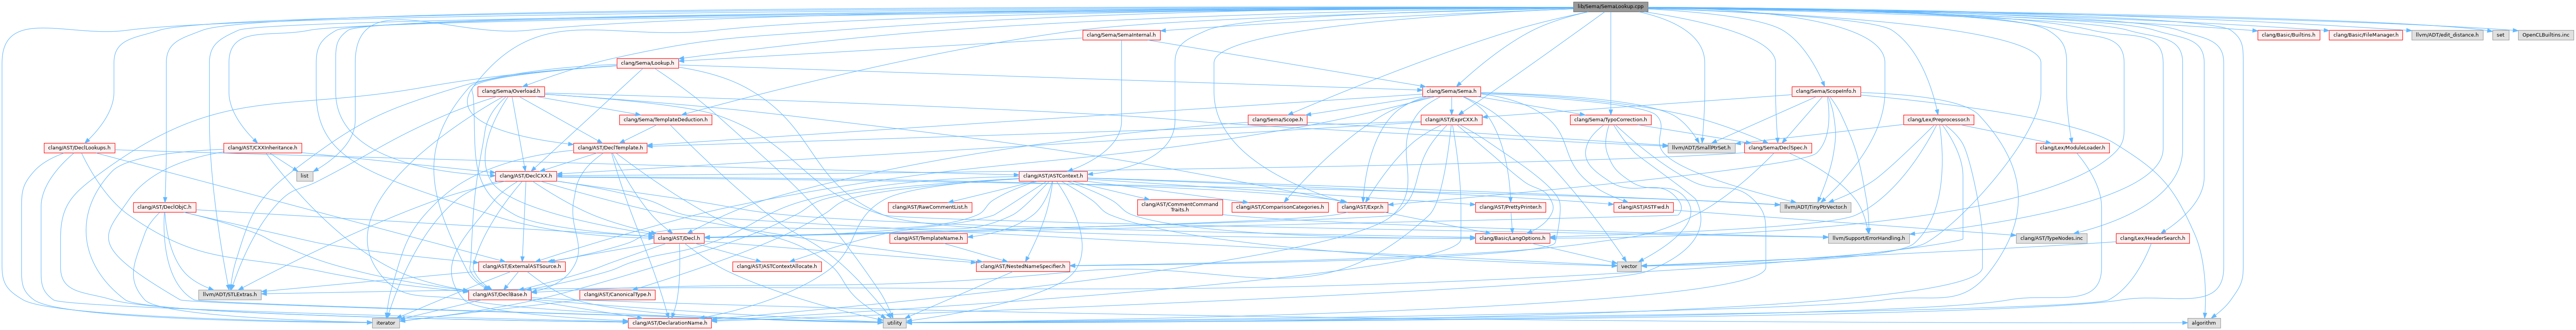 lib/Sema/SemaLookup.cpp
clang/Sema/SemaInternal.h
clang/Basic/Builtins.h
clang/Basic/FileManager.h
llvm/ADT/edit_distance.h
set
OpenCLBuiltins.inc
clang/Sema/Lookup.h
clang/Sema/Overload.h
clang/Sema/Sema.h
clang/Sema/ScopeInfo.h
clang/Sema/TemplateDeduction.h
clang/Sema/Scope.h
clang/AST/ExprCXX.h
clang/Sema/TypoCorrection.h
clang/Lex/Preprocessor.h
clang/AST/DeclLookups.h
clang/AST/CXXInheritance.h
clang/AST/DeclTemplate.h
llvm/ADT/SmallPtrSet.h
clang/Sema/DeclSpec.h
clang/Lex/ModuleLoader.h
list
clang/AST/DeclCXX.h
clang/AST/ASTContext.h
clang/AST/DeclObjC.h
clang/AST/RawCommentList.h
clang/AST/CommentCommand
Traits.h
clang/AST/ComparisonCategories.h
clang/AST/Expr.h
clang/AST/PrettyPrinter.h
clang/AST/ASTFwd.h
llvm/ADT/TinyPtrVector.h
clang/AST/Decl.h
clang/AST/TemplateName.h
clang/Basic/LangOptions.h
llvm/Support/ErrorHandling.h
clang/AST/TypeNodes.inc
clang/Lex/HeaderSearch.h
clang/AST/ExternalASTSource.h
clang/AST/ASTContextAllocate.h
clang/AST/NestedNameSpecifier.h
vector
llvm/ADT/STLExtras.h
clang/AST/DeclBase.h
clang/AST/CanonicalType.h
iterator
clang/AST/DeclarationName.h
utility
algorithm